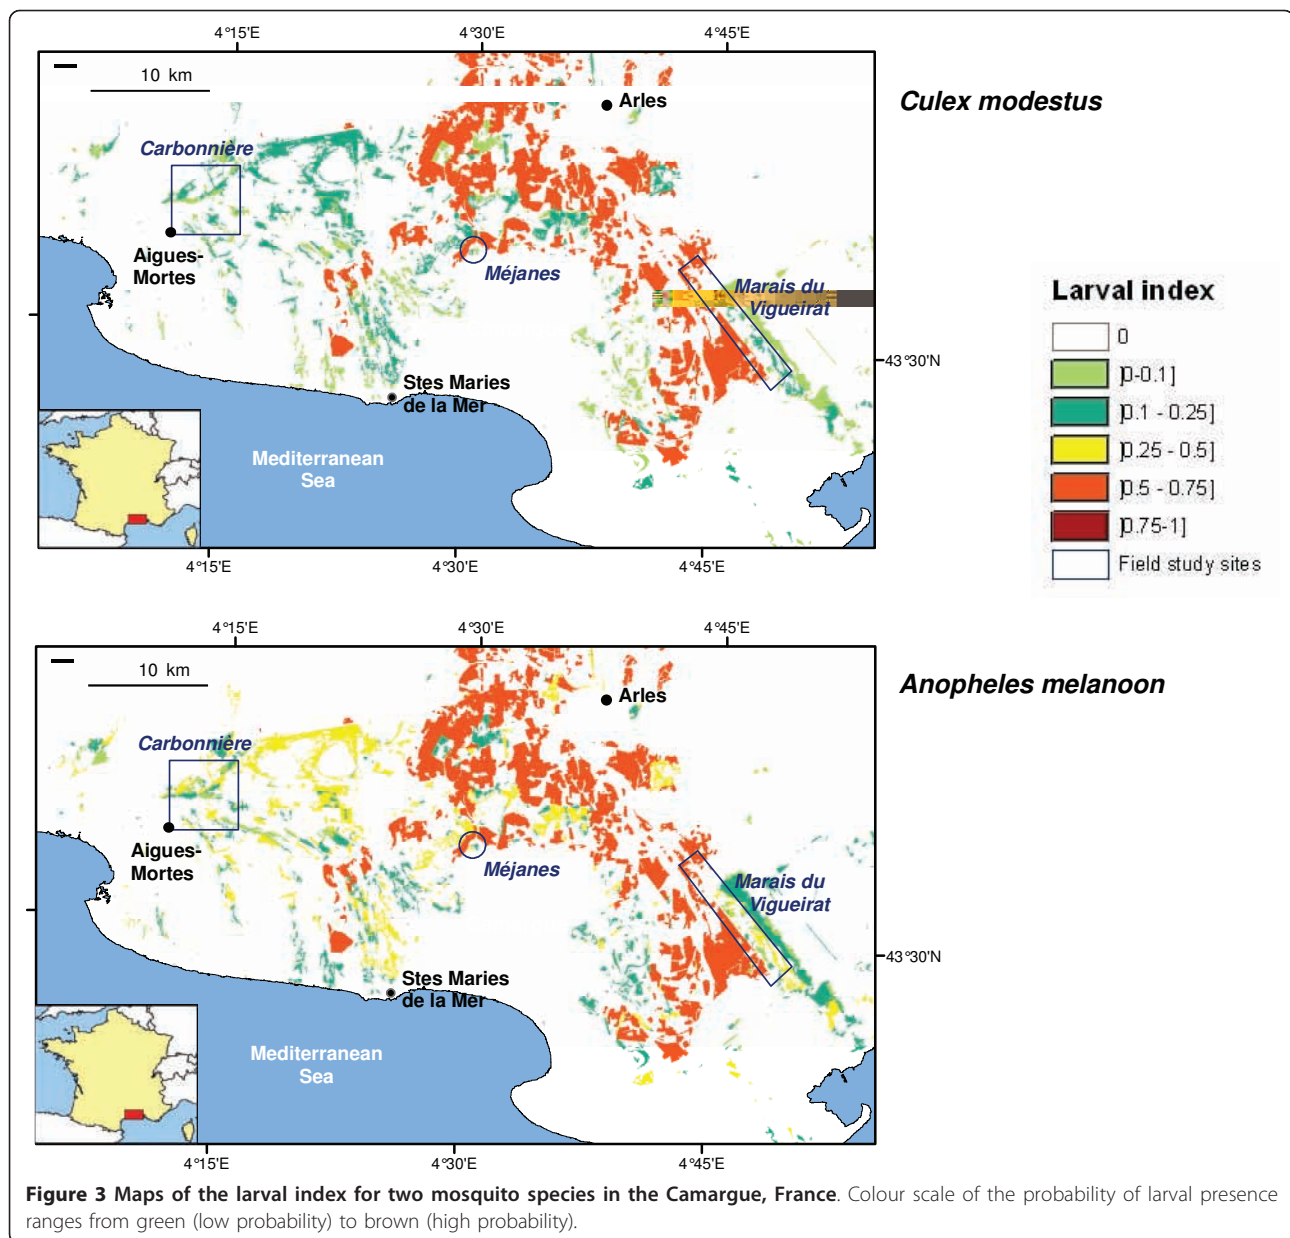 4°15'E 4°30'E 4°45'E
10 km
Arles
Culex modestus
Carbonnière
Aigues-
Mortes
Méjanes
Marais du
Vigueirat
43°30'N
Stes Maries
de la Mer
Mediterranean
Sea
4°15'E 4°30'E 4°45'E
Larval index
0
]0-0.1]
]0.1 - 0.25]
]0.25 - 0.5]
]0.5 - 0.75]
]0.75-1]
Field study sites
4°15'E 4°30'E 4°45'E
10 km
Arles
Anopheles melanoon
Carbonnière
Aigues-
Mortes
Méjanes
Marais du
Vigueirat
43°30'N
Stes Maries
de la Mer
Mediterranean
Sea
4°15'E 4°30'E 4°45'E
Figure 3 Maps of the larval index for two mosquito species in the Camargue, France. Colour scale of the probability of larval presence
ranges from green (low probability) to brown (high probability).